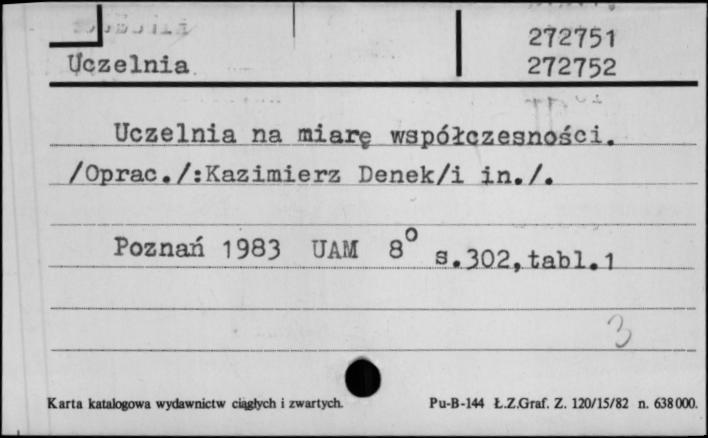 272751
Uczelnia 272752
Uczelnia na miarę współczesności.
/Oprac./:Kazimierz Denek/i in./.
Poznań 1983 UAM 8° s.302,tabl.1
3
Karta katalogowa wydawnictw ciągłych i zwartych. Pu-B-144 Ł.Z.Graf. Z. 120/15/82 n. 638000.